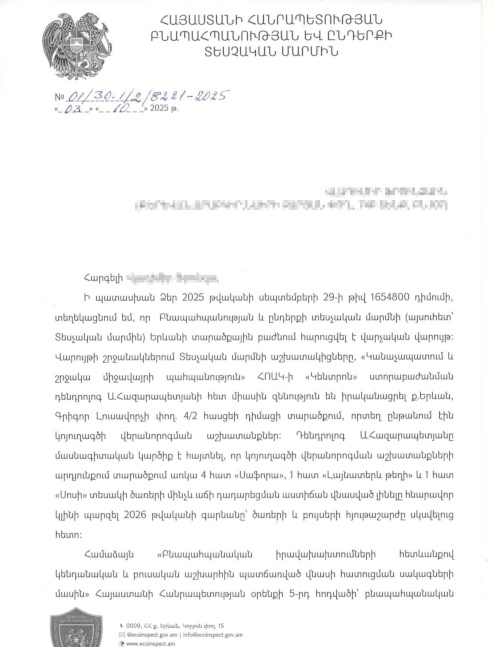 ՀԱՅԱՍՏԱՆԻ ՀԱՆՐԱՊԵՏՈՒԹՅԱՆ
ԲՆԱՊԱՀՊԱՆՈՒԹՅԱՆ ԵՎ ԸՆԴԵՐՔԻ
ՏԵՍՉԱԿԱՆ ՄԱՐՄԻՆ
№ 01/30.1/2/8221-2025
«03» «10» 2025 թ.
Հարգելի
Ի պատասխան Ձեր 2025 թվականի սեպտեմբերի 29-ի թիվ 1654800 դիմումի,
տեղեկացնում եմ, որ Բնապահպանության և ընդերքի տեսչական մարմնի (այսուհետ՝
Տեսչական մարմին) Երևանի տարածքային բաժնում հարուցվել է վարչական վարույթ:
Վարույթի շրջանակներում Տեսչական մարմնի աշխատակիցները, «Կանաչապատում և
շրջակա միջավայրի պահպանություն» ՀՈԱԿ-ի «Կենտրոն» ստորաբաժանման
դենդրոլոգ Ա.Հազարապետյանի հետ միասին զննություն են իրականացրել ք.Երևան,
Գրիգոր Լուսավորչի փող. 4/2 հասցեի դիմացի տարածքում, որտեղ ընթանում էին
կոյուղագծի վերանորոգման աշխատանքներ: Դենդրոլոգ Ա.Հազարապետյանը
մասնագիտական կարծիք է հայտնել, որ կոյուղագծի վերանորոգման աշխատանքների
արդյունքում տարածքում առկա 4 հատ «Սաֆորա», 1 հատ «Լայնատերև թեղի» և 1 հատ
«Սոսի» տեսակի ծառերի մինչև աճի դադարեցման աստիճան վնասված լինելը հնարավոր
կլինի պարզել 2026 թվականի գարնանը՝ ծառերի և բույսերի հյութաշարժը սկսվելուց
հետո:
Համաձայն «Բնապահպանական իրավախախտումների հետևանքով
կենդանական և բուսական աշխարհին պատճառված վնասի հատուցման սակագների
մասին» Հայաստանի Հանրապետության օրենքի 5-րդ հոդվածի՝ բնապահպանական
0009, ՀՀ ք. Երևան, Կորյուն փող. 15
@ecoinspect.gov.am | info@ecoinspect.gov.am
www.ecoinspect.gov.am